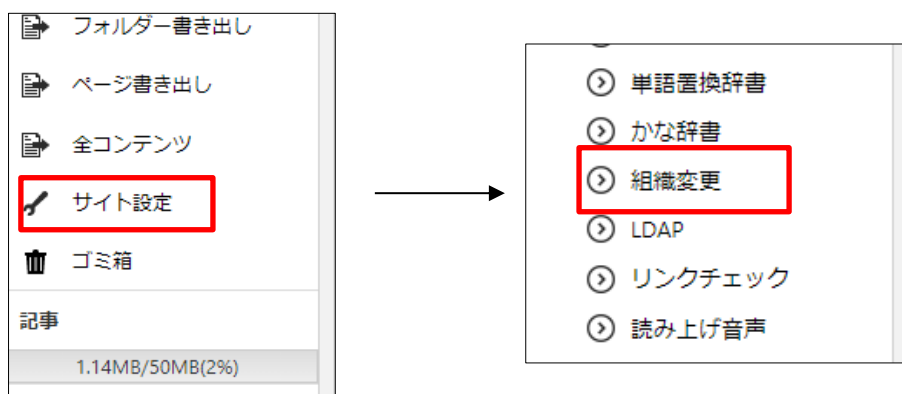 フォルダー書き出し
ページ書き出し
全コンテンツ
サイト設定
ゴミ箱
記事
1.14MB/50MB(2%)
単語置換辞書
かな辞書
組織変更
LDAP
リンクチェック
読み上げ音声